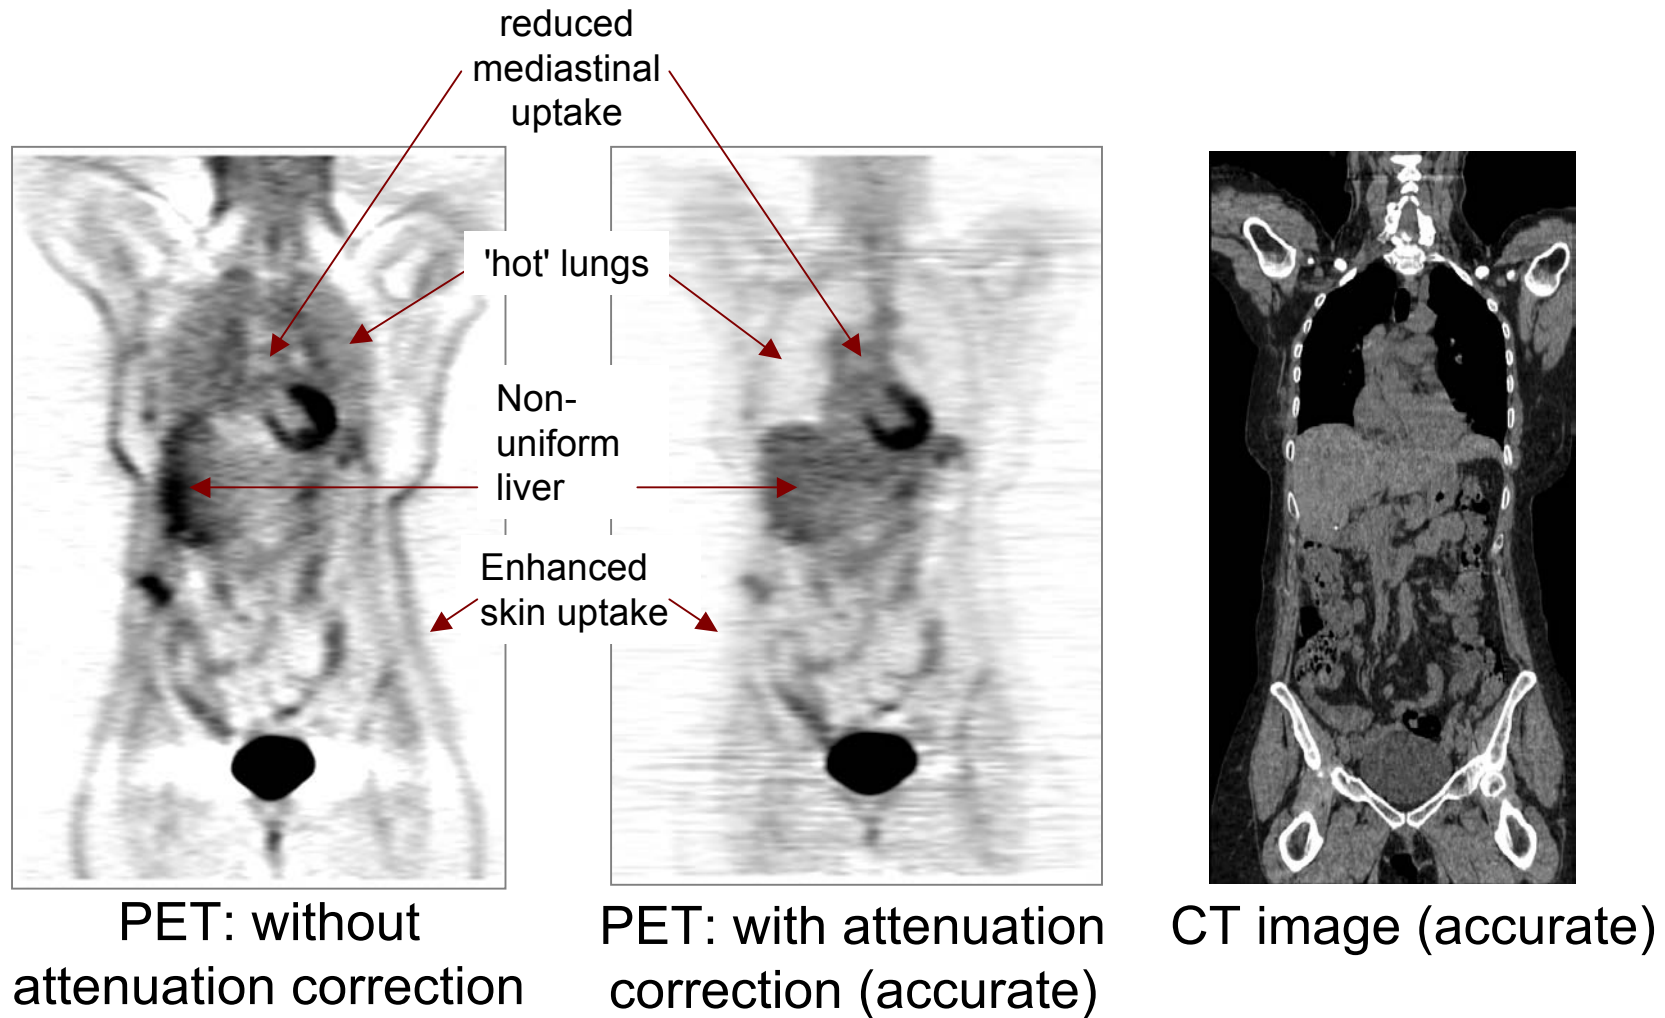 reduced
mediastinal
uptake
'hot' lungs
Non-
uniform
liver
Enhanced
skin uptake
PET: without
attenuation correction
PET: with attenuation
correction (accurate)
CT image (accurate)